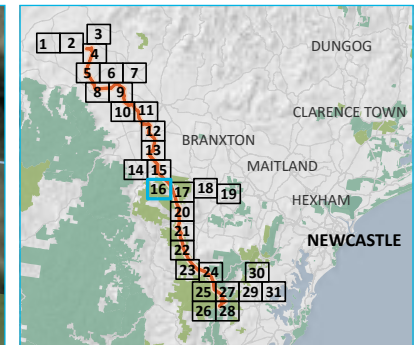 3
1 2
4
DUNGOG
5 6 7
8 9
10 11
CLARENCE TOWN
12
BRANXTON
13
MAITLAND
14 15
16 17 18 19
HEXHAM
20
21
NEWCASTLE
22
23 24 30
25 27 29 31
26 28